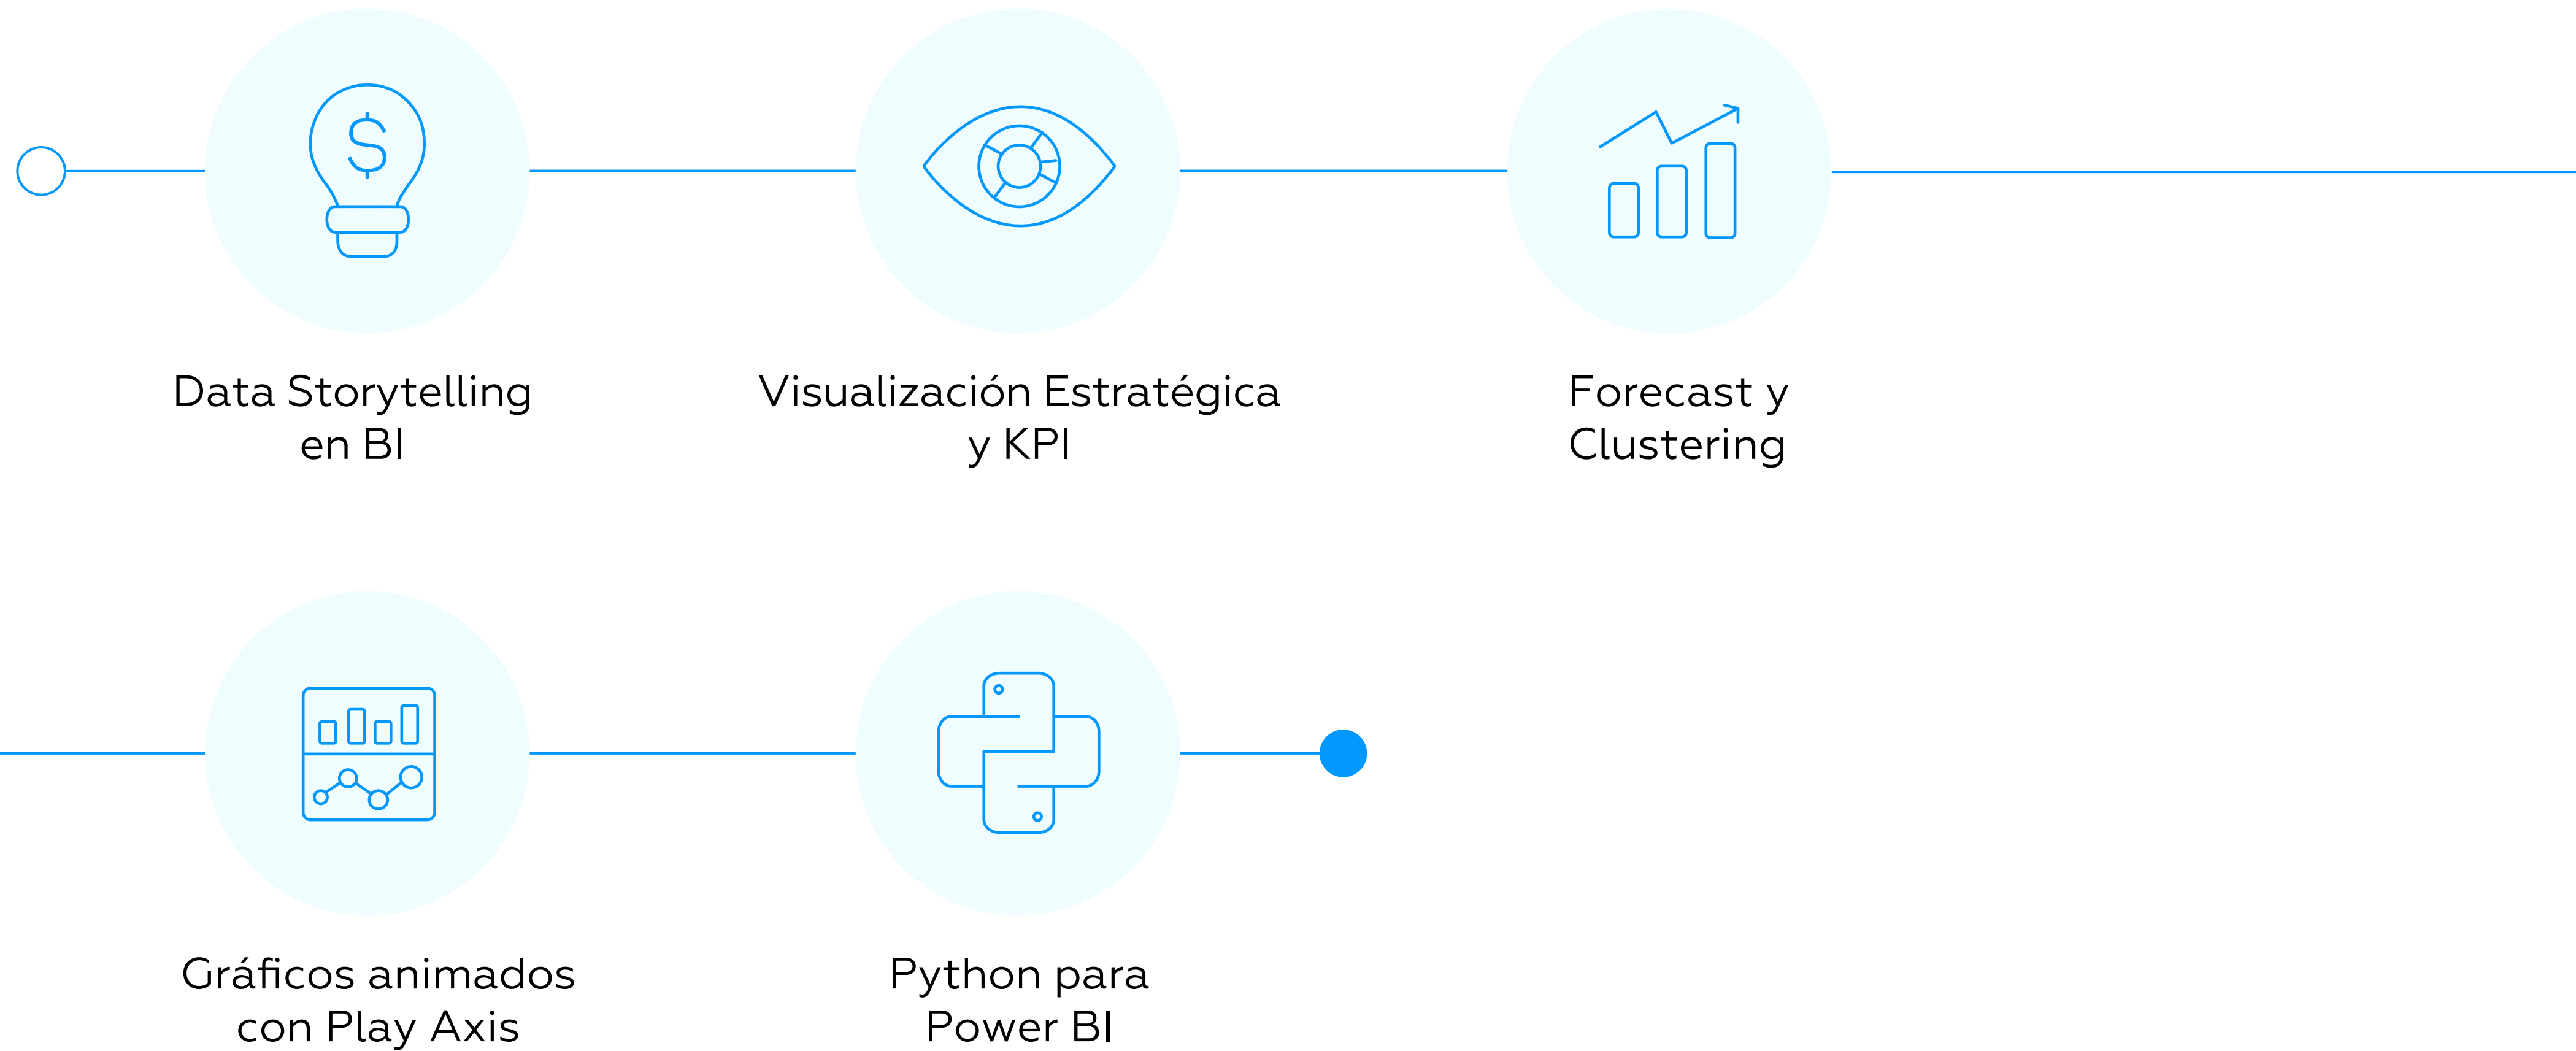 Data Storytelling
en BI
Visualización Estratégica
y KPI
Forecast y
Clustering
Gráficos animados
con Play Axis
Python para
Power BI